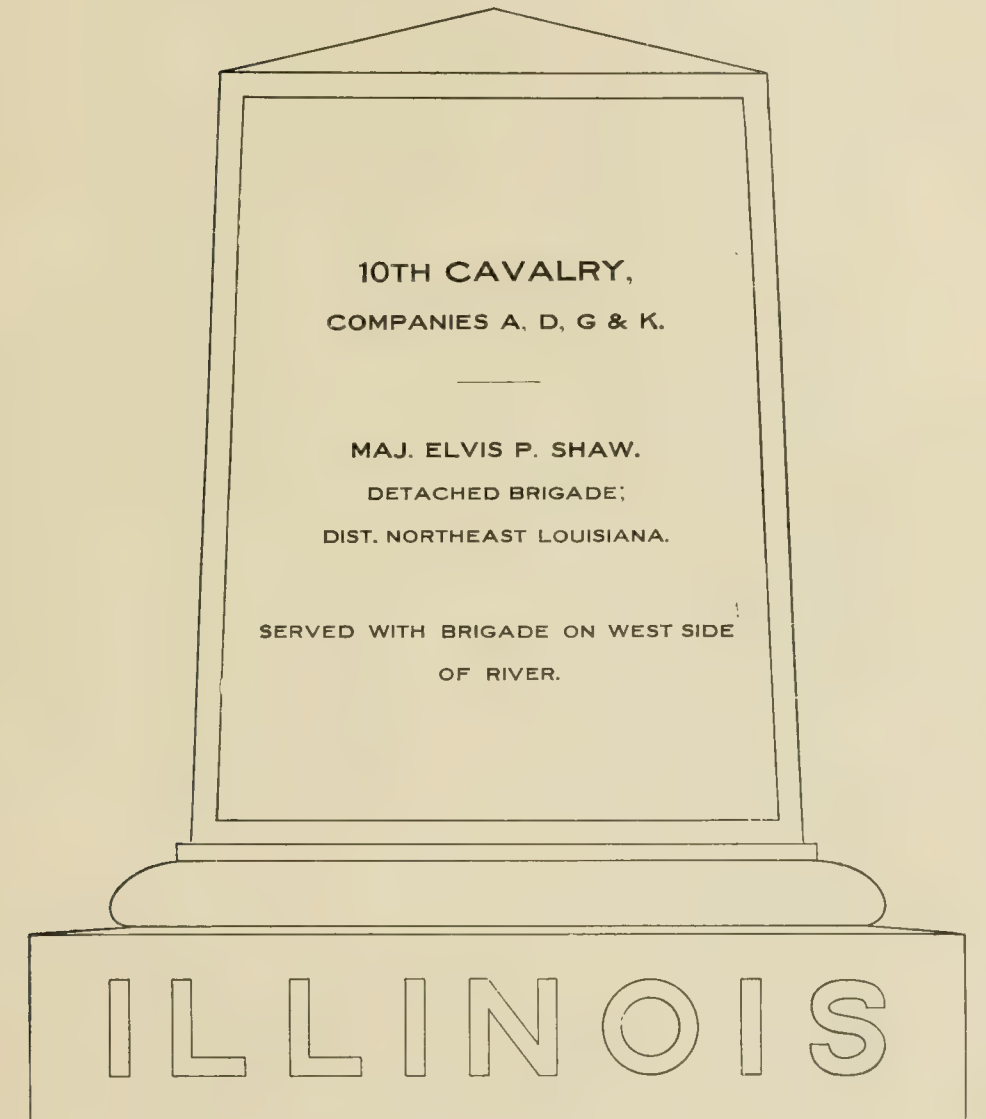 10TH CAVALRY,
COMPANIES A, D, G & K.
MAJ. ELVIS P. SHAW.
DETACHED BRIGADE;
DIST. NORTHEAST LOUISIANA.
SERVED WITH BRIGADE ON WEST SIDE
OF RIVER.
ILLINOIS